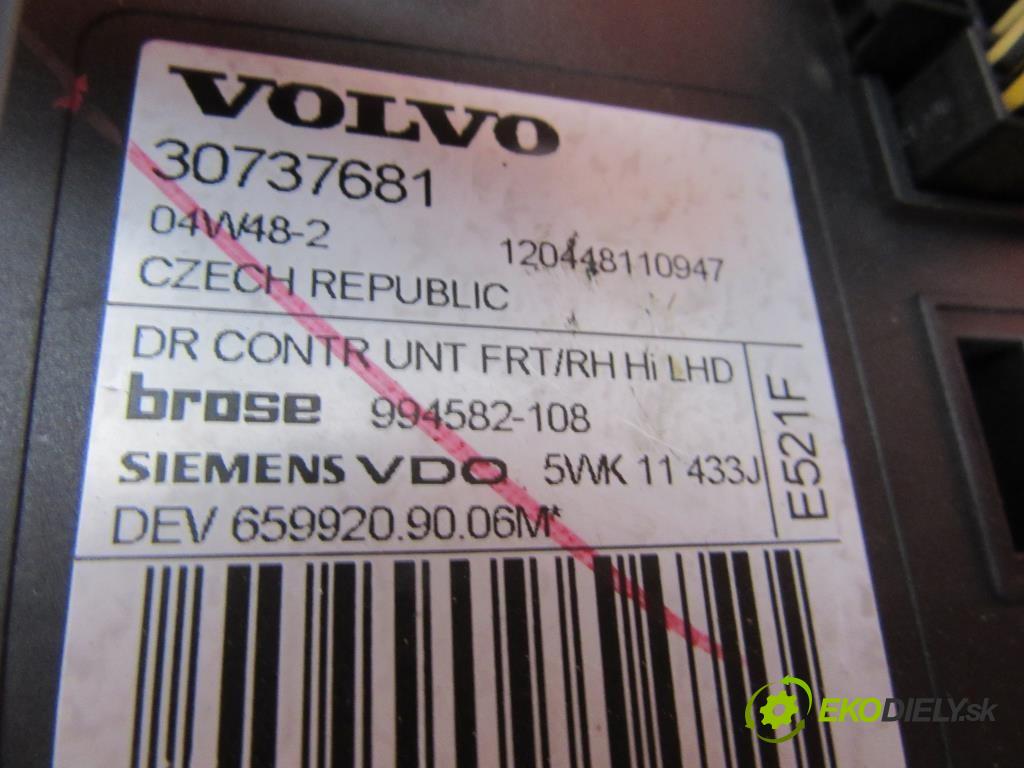 VOLVO
30737681
04W48-2
120448110947
CZECH REPUBLIC
DR CONTR UNT FRT/RH Hi LHD
brose 994582-108
SIEMENS VDO 5WK 11 433J
DEV 659920.90.06M*
E521F
EKODIELY.sk